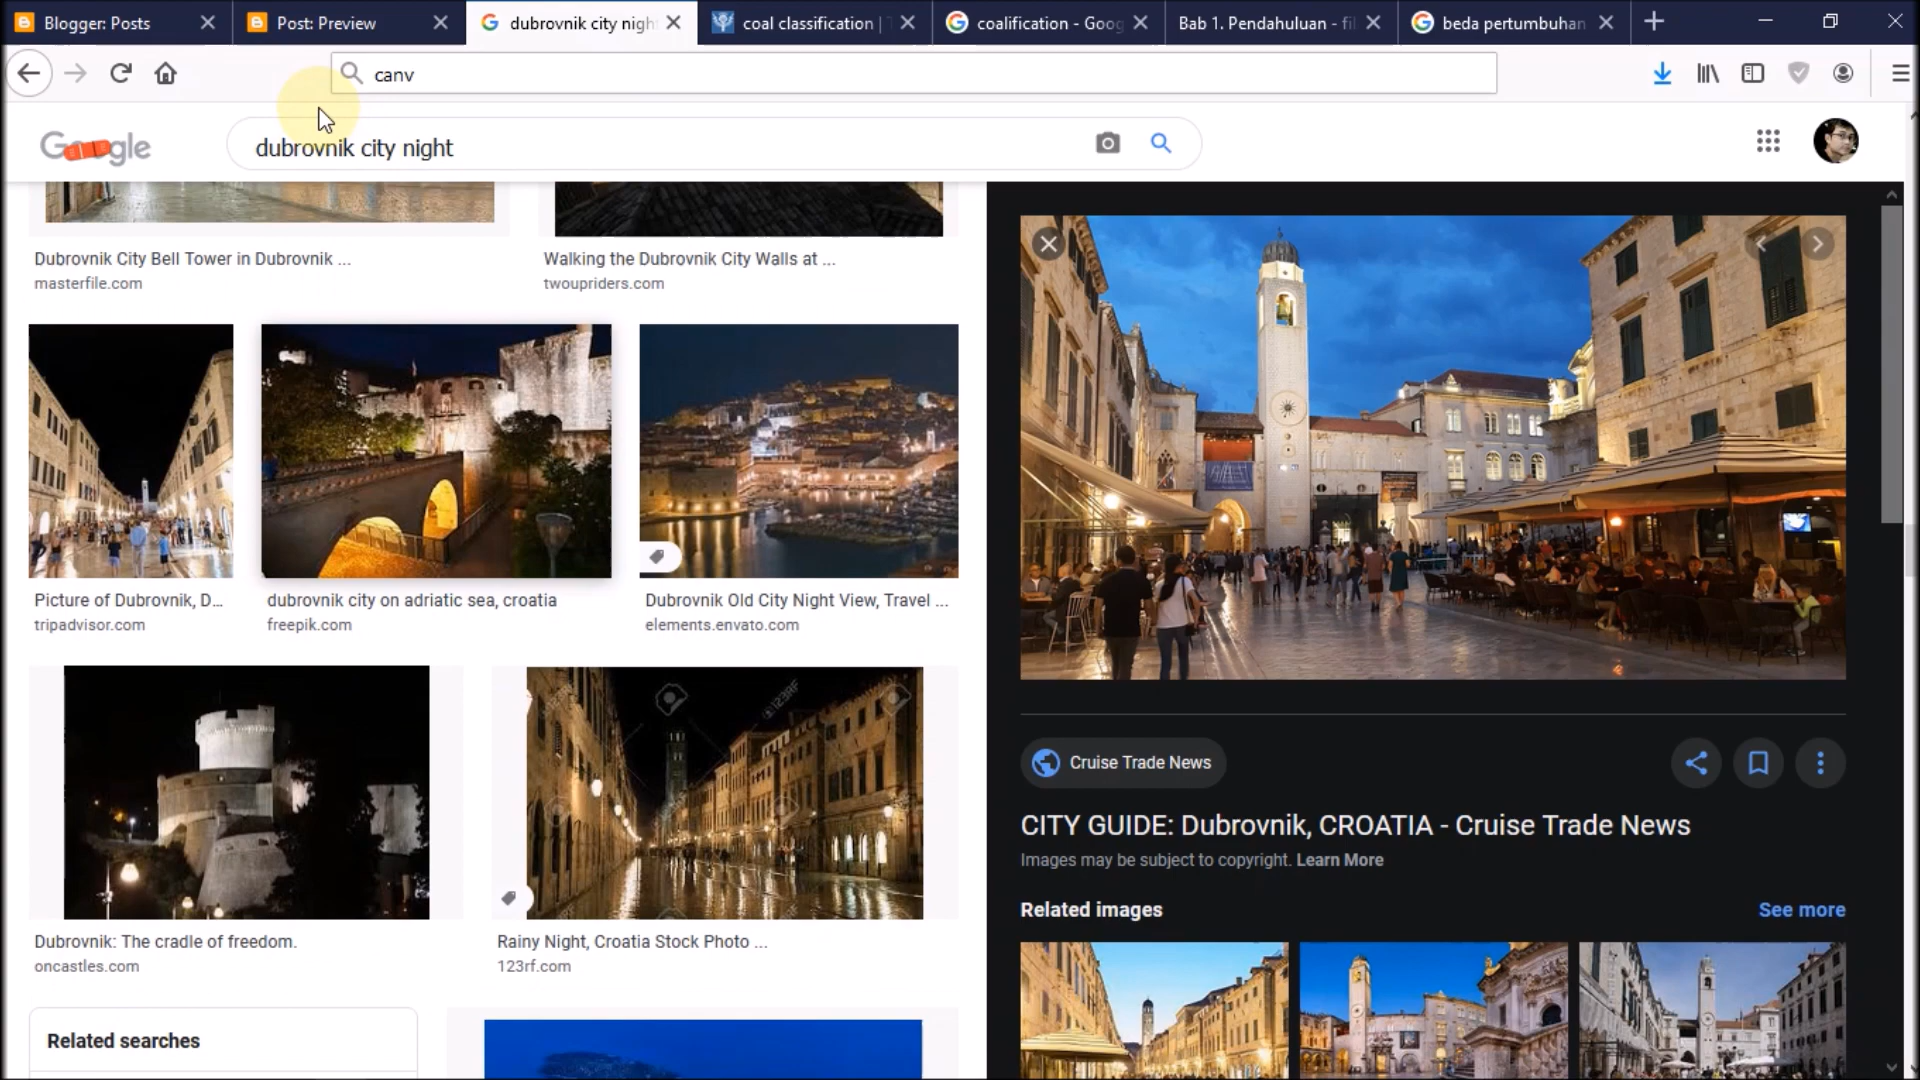 Blogger: Posts
Post: Preview
dubrovnik city nigh
coal classification |
coalification - Goog
Bab 1. Pendahuluan - fi
beda pertumbuhan
canv
Google
dubrovnik city night
Dubrovnik City Bell Tower in Dubrovnik ...
masterfile.com
Walking the Dubrovnik City Walls at ...
twoupriders.com
Picture of Dubrovnik, D...
tripadvisor.com
dubrovnik city on adriatic sea, croatia
freepik.com
Dubrovnik Old City Night View, Travel ...
elements.envato.com
123RF
Dubrovnik: The cradle of freedom.
oncastles.com
Rainy Night, Croatia Stock Photo ...
123rf.com
Related searches
Cruise Trade News
CITY GUIDE: Dubrovnik, CROATIA - Cruise Trade News
Images may be subject to copyright. Learn More
Related images
See more